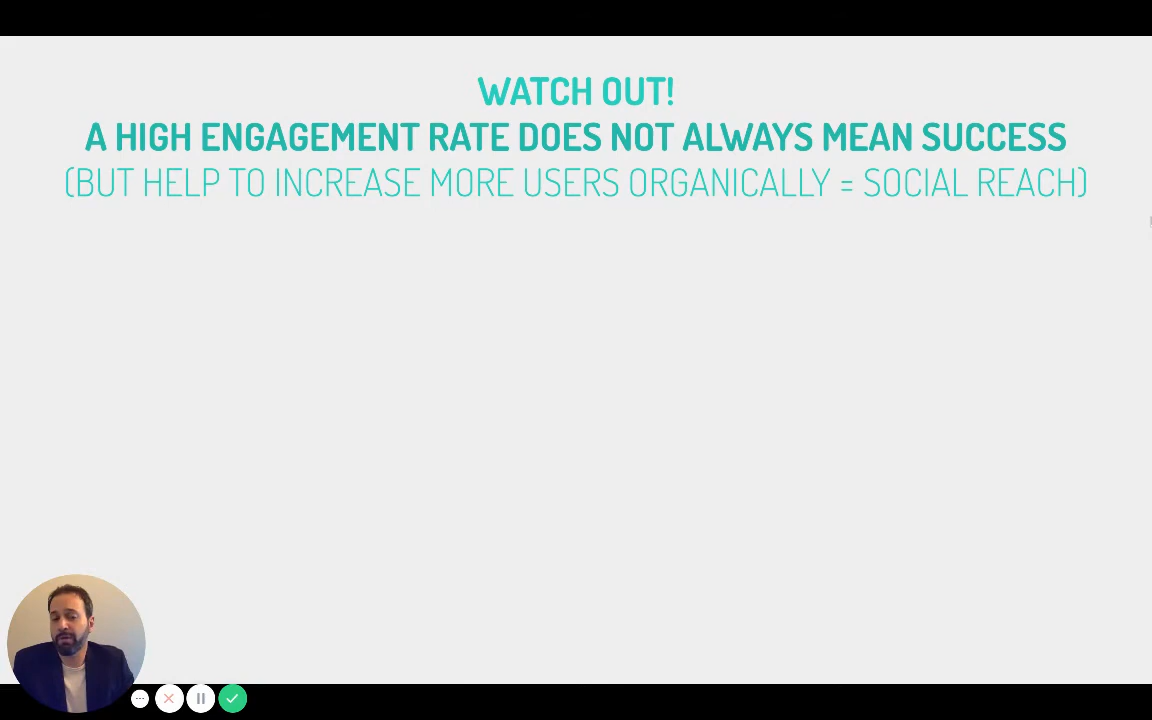 WATCH OUT!
A HIGH ENGAGEMENT RATE DOES NOT ALWAYS MEAN SUCCESS
(BUT HELP TO INCREASE MORE USERS ORGANICALLY = SOCIAL REACH)